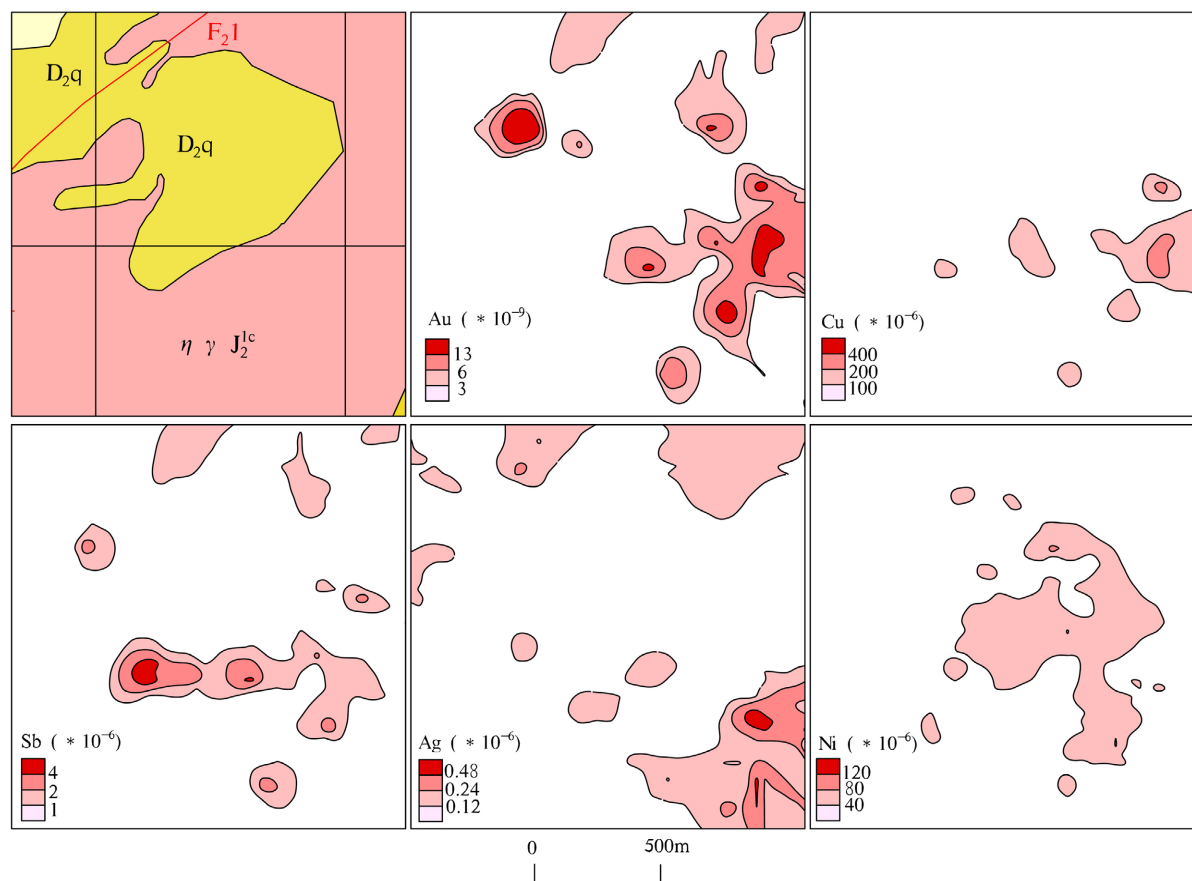 F₂1
D₂q
D₂q
η γ J₂¹ᶜ
Au ( * 10⁻⁹)
13
6
3
Cu ( * 10⁻⁶)
400
200
100
Sb ( * 10⁻⁶)
4
2
1
Ag ( * 10⁻⁶)
0.48
0.24
0.12
Ni ( * 10⁻⁶)
120
80
40
0 500m